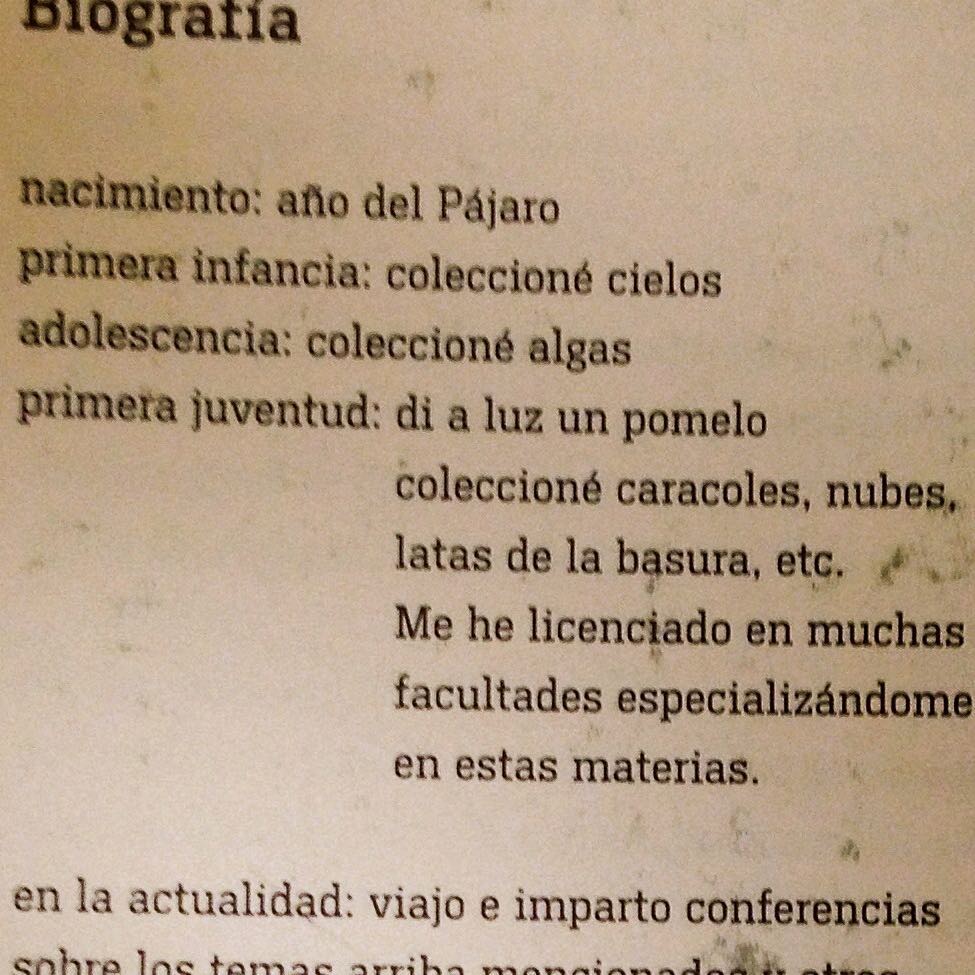 Biografía
nacimiento: año del Pájaro
primera infancia: coleccioné cielos
adolescencia: coleccioné algas
primera juventud: di a luz un pomelo
coleccioné caracoles, nubes,
latas de la basura, etc.
Me he licenciado en muchas
facultades especializándome
en estas materias.
en la actualidad: viajo e imparto conferencias
sobre los temas arriba mencionados y otros